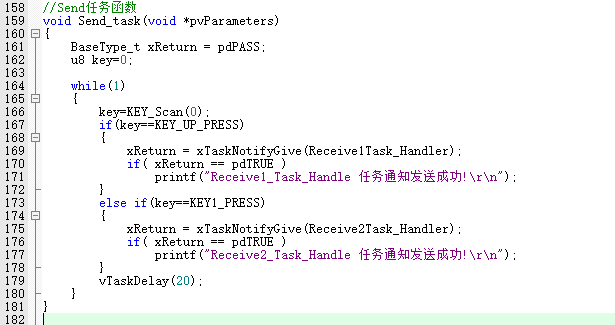 158 //Send任务函数
159 void Send_task(void *pvParameters)
160 {
161 BaseType_t xReturn = pdPASS;
162 u8 key=0;
163
164 while(1)
165 {
166 key=KEY_Scan(0);
167 if(key==KEY_UP_PRESS)
168 {
169 xReturn = xTaskNotifyGive(Receive1Task_Handler);
170 if( xReturn == pdTRUE )
171 printf("Receive1_Task_Handle 任务通知发送成功!\r\n");
172 }
173 else if(key==KEY1_PRESS)
174 {
175 xReturn = xTaskNotifyGive(Receive2Task_Handler);
176 if( xReturn == pdTRUE )
177 printf("Receive2_Task_Handle 任务通知发送成功!\r\n");
178 }
179 vTaskDelay(20);
180 }
181 }
182